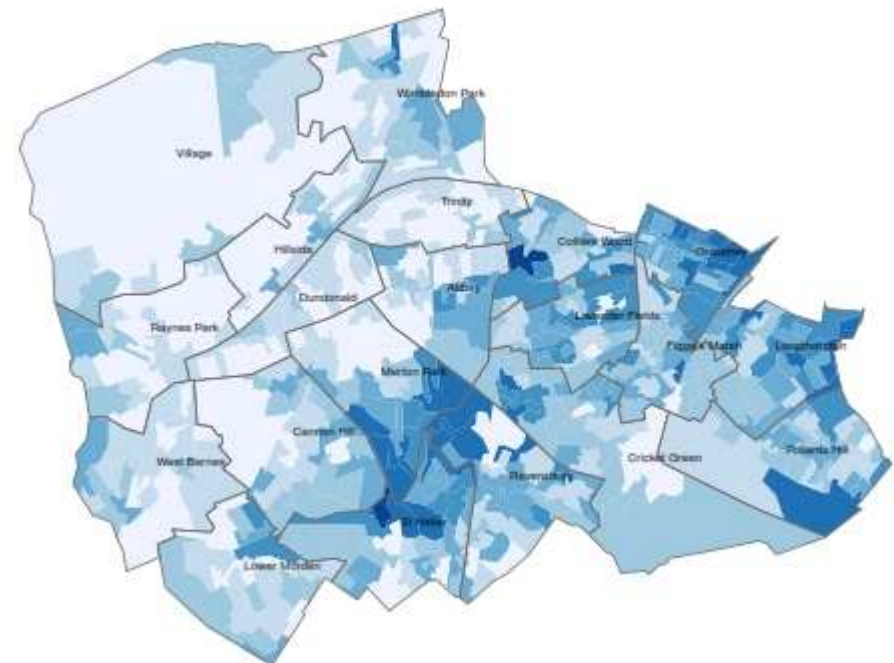 Wimbledon Park
Village
Trinity
Hillside
Colliers Wood
Graveney
Dundonald
Abbey
Raynes Park
Lavender Fields
Figge's Marsh
Longthornton
Merton Park
Cannon Hill
West Barnes
Pollards Hill
Cricket Green
Ravensbury
St Helier
Lower Morden